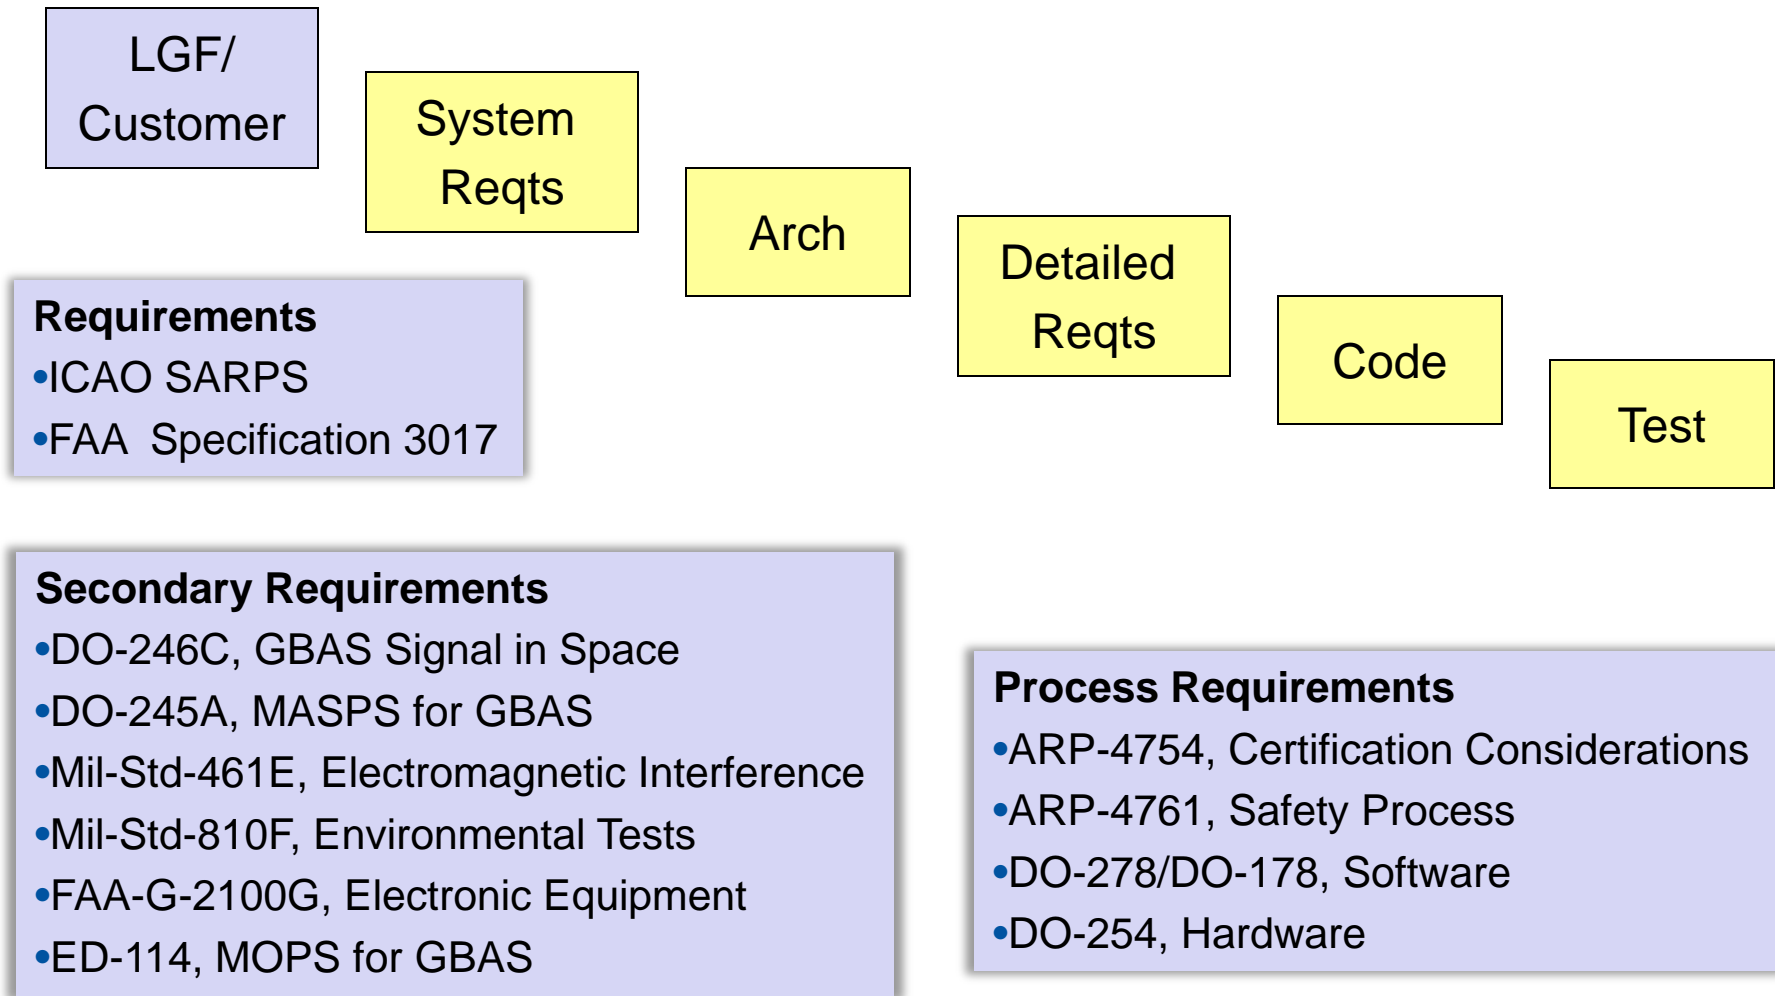 LGF/
Customer
System
Reqts
Arch
Detailed
Reqts
Code
Test
Requirements
•ICAO SARPS
•FAA  Specification 3017
Secondary Requirements
•DO-246C, GBAS Signal in Space
•DO-245A, MASPS for GBAS
•Mil-Std-461E, Electromagnetic Interference
•Mil-Std-810F, Environmental Tests
•FAA-G-2100G, Electronic Equipment
•ED-114, MOPS for GBAS
Process Requirements
•ARP-4754, Certification Considerations
•ARP-4761, Safety Process
•DO-278/DO-178, Software
•DO-254, Hardware